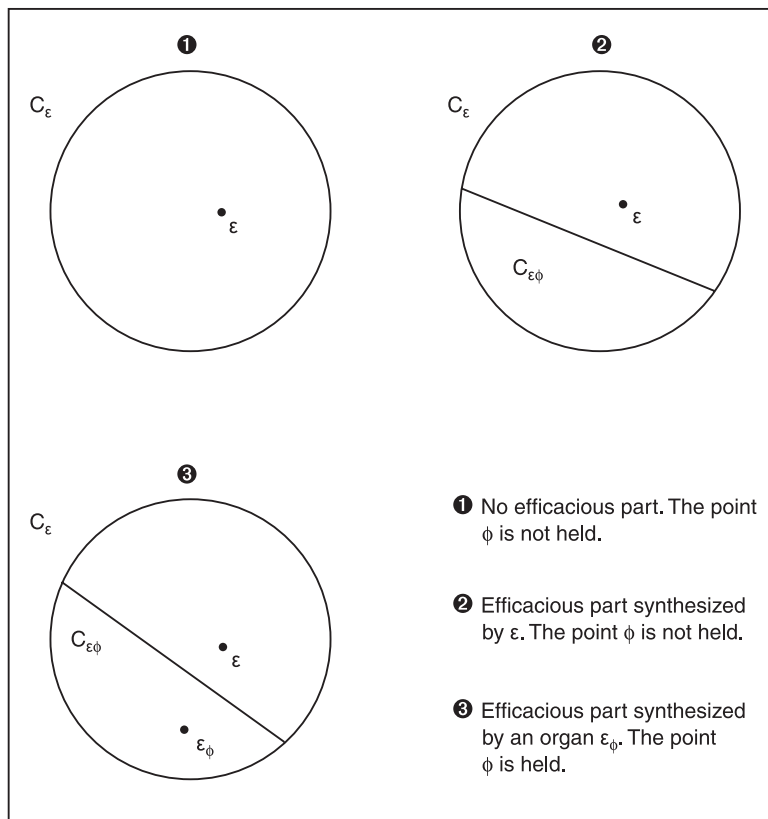 ❶
C_ε
ε
❷
C_ε
ε
C_εϕ
❸
C_ε
C_εϕ
ε
ε_ϕ
❶ No efficacious part. The point
ϕ is not held.
❷ Efficacious part synthesized
by ε. The point ϕ is not held.
❸ Efficacious part synthesized
by an organ ε_ϕ. The point
ϕ is held.